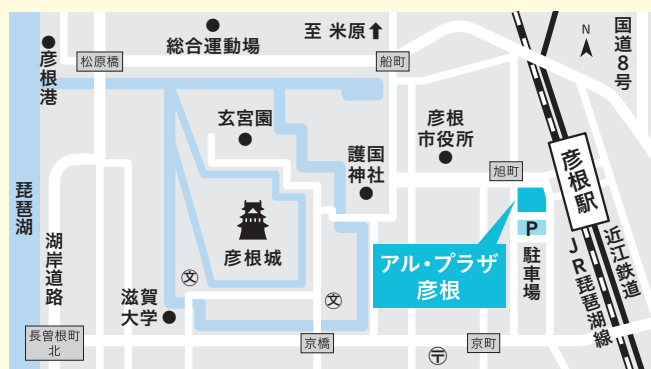 彦根港
総合運動場
至 米原↑
N
国道8号
松原橋
船町
玄宮園
彦根
市役所
護国
神社
旭町
彦根駅
琵琶湖
彦根城
P
アル・プラザ
彦根
駐車場
近江鉄道
JR琵琶湖線
湖岸道路
文
文
滋賀
大学
長曽根町
北
京橋
京町
〒